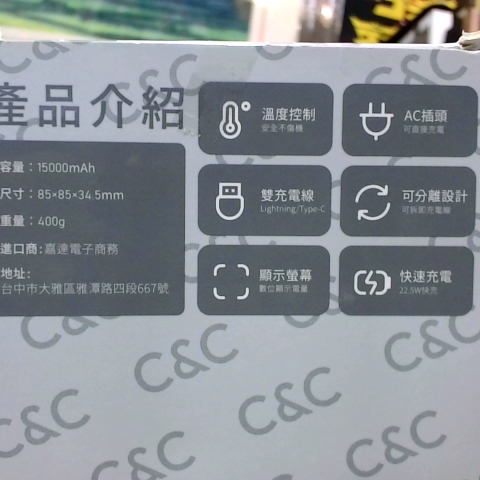 產品介紹
容量：15000mAh
尺寸：85×85×34.5mm
重量：400g
進口商：嘉達電子商務
地址：
台中市大雅區雅潭路四段667號
溫度控制
安全不傷機
AC插頭
可直接充電
雙充電線
Lightning/Type-C
可分離設計
可拆卸充電線
顯示螢幕
數位顯示電量
快速充電
22.5W快充
C&C
C&C
C&C
C&C
C&C
C&C
C&C
C&C
C&C